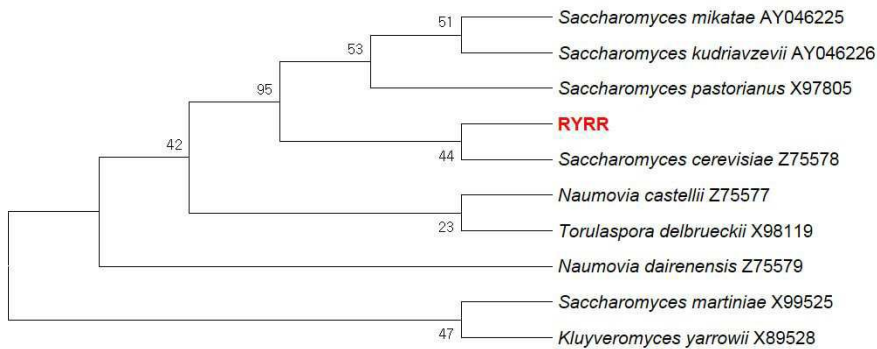 51
Saccharomyces mikatae AY046225
53
Saccharomyces kudriavzevii AY046226
95
Saccharomyces pastorianus X97805
RYRR
42
44
Saccharomyces cerevisiae Z75578
Naumovia castellii Z75577
23
Torulaspora delbrueckii X98119
Naumovia dairenensis Z75579
Saccharomyces martiniae X99525
47
Kluyveromyces yarrowii X89528